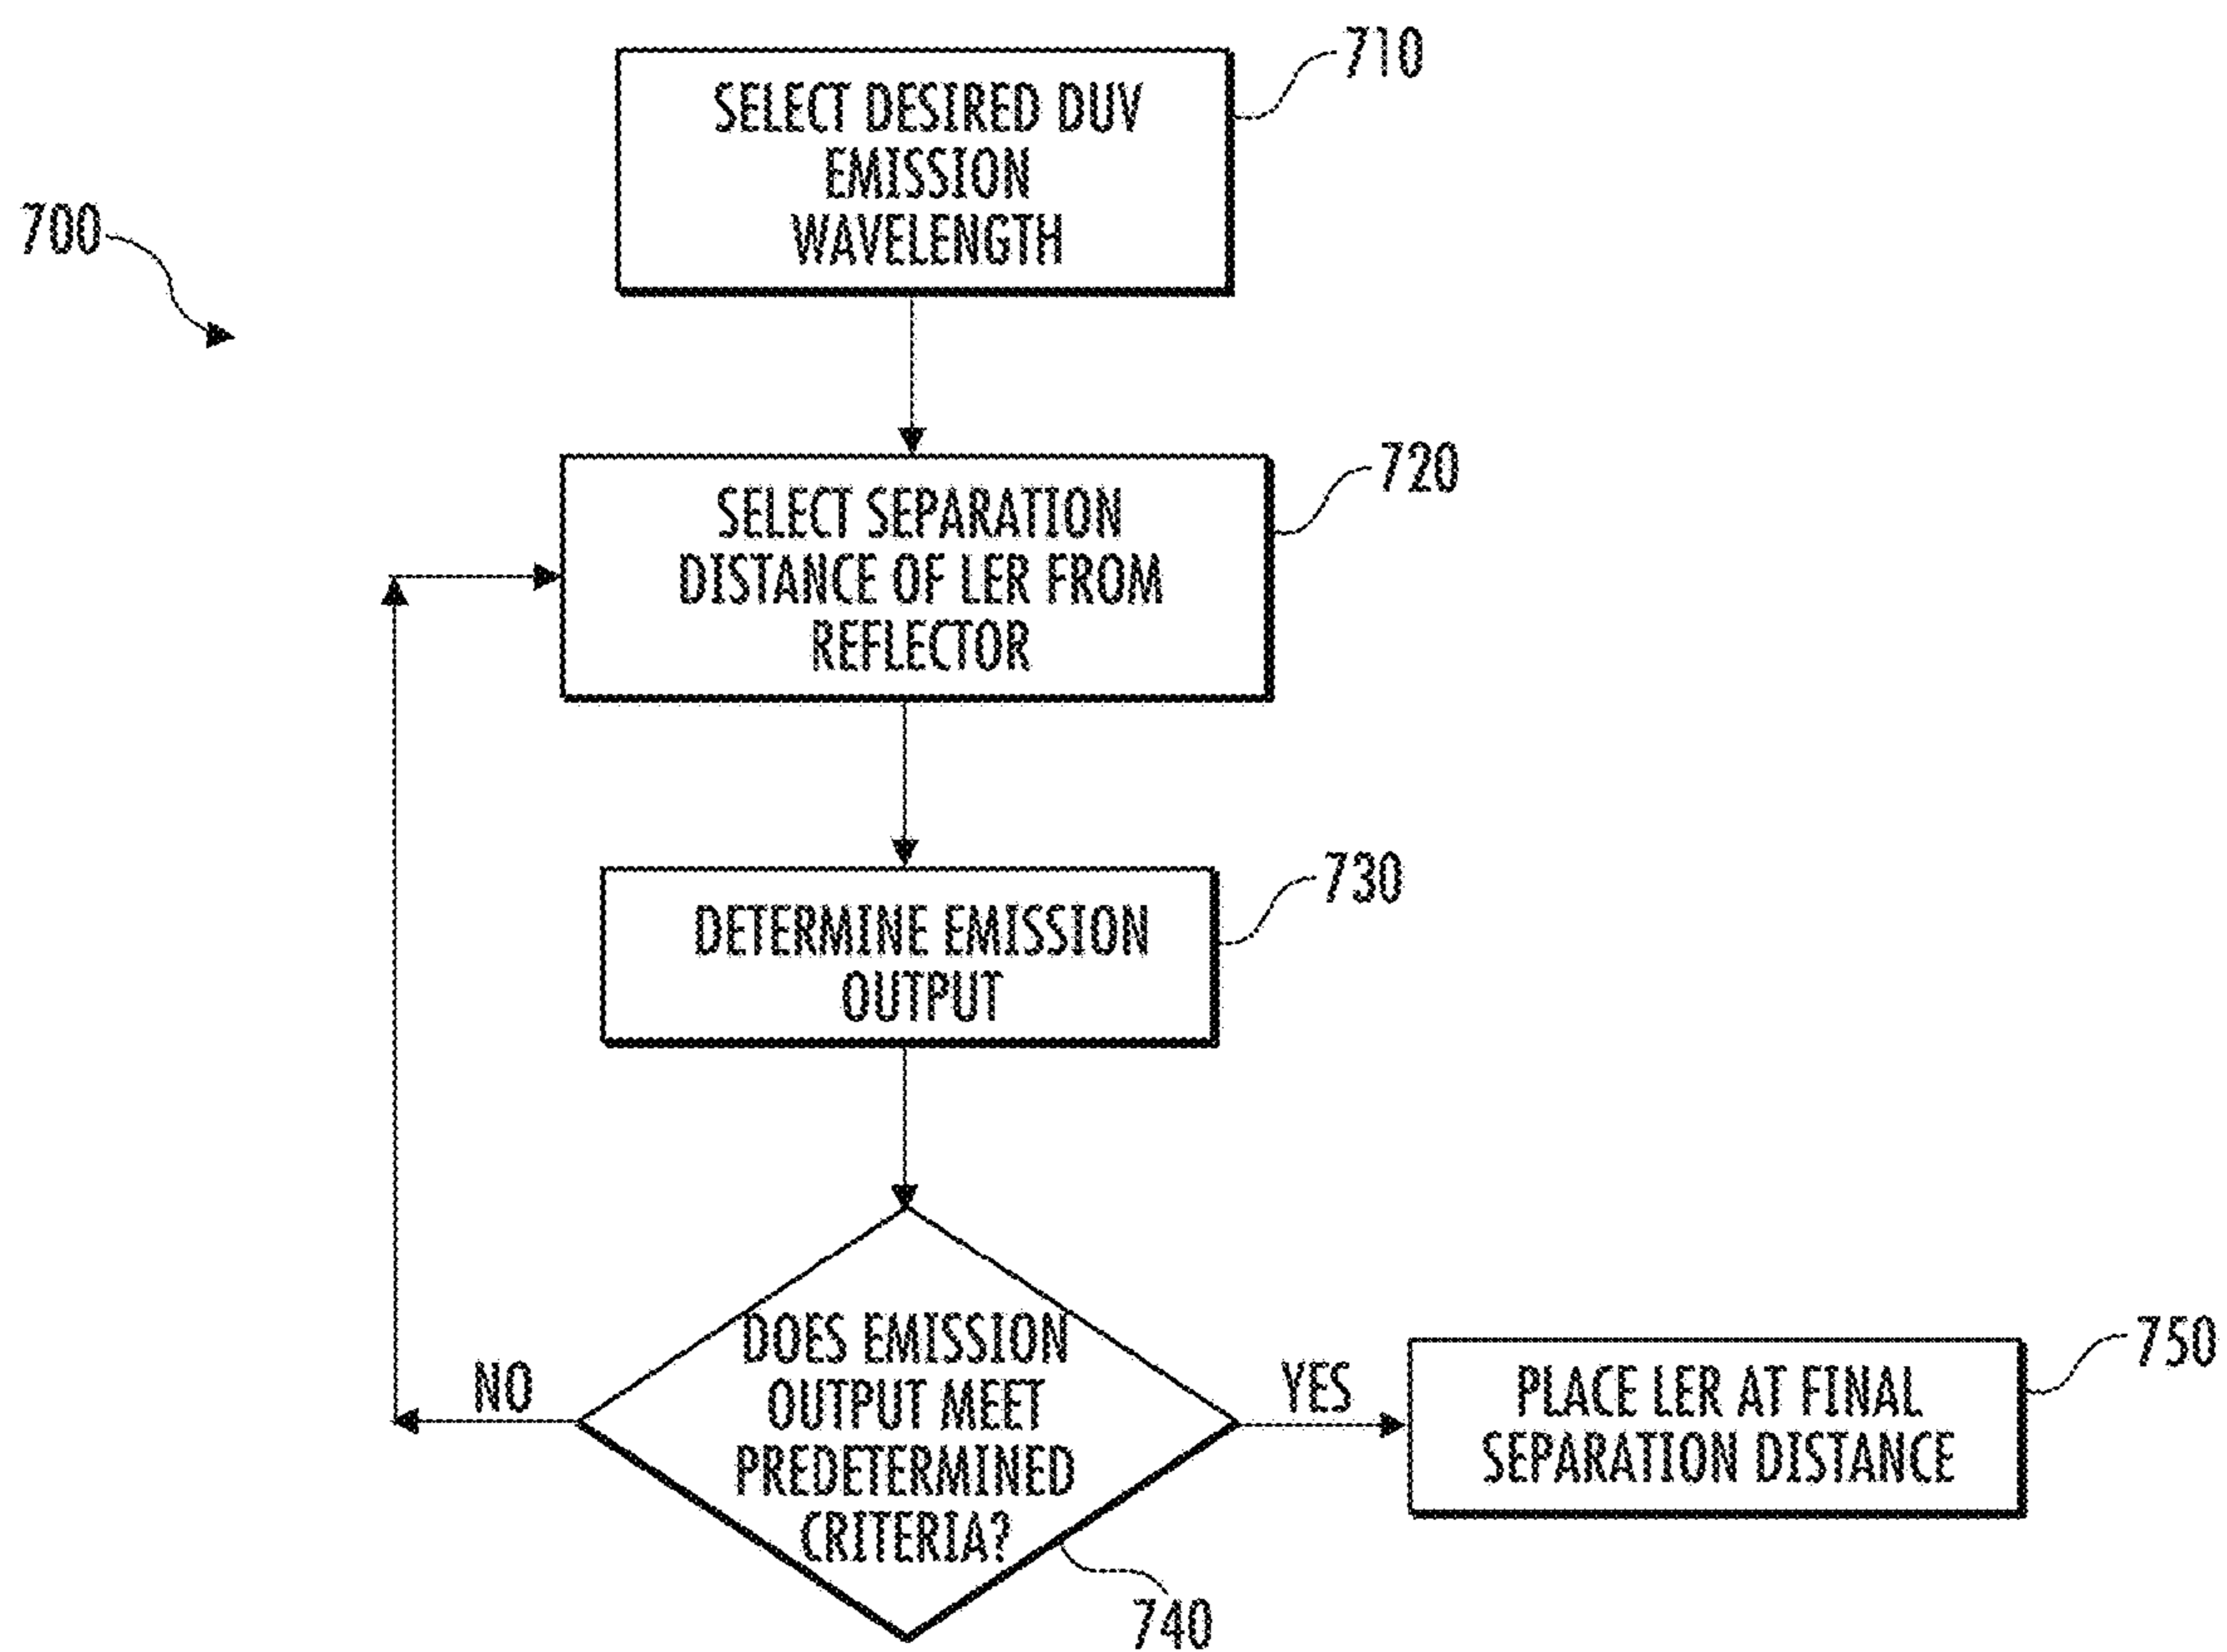 710
SELECT DESIRED DUV
EMISSION
WAVELENGTH
700
720
SELECT SEPARATION
DISTANCE OF LER FROM
REFLECTOR
730
DETERMINE EMISSION
OUTPUT
DOES EMISSION
OUTPUT MEET
PREDETERMINED
CRITERIA?
NO
YES
740
750
PLACE LER AT FINAL
SEPARATION DISTANCE